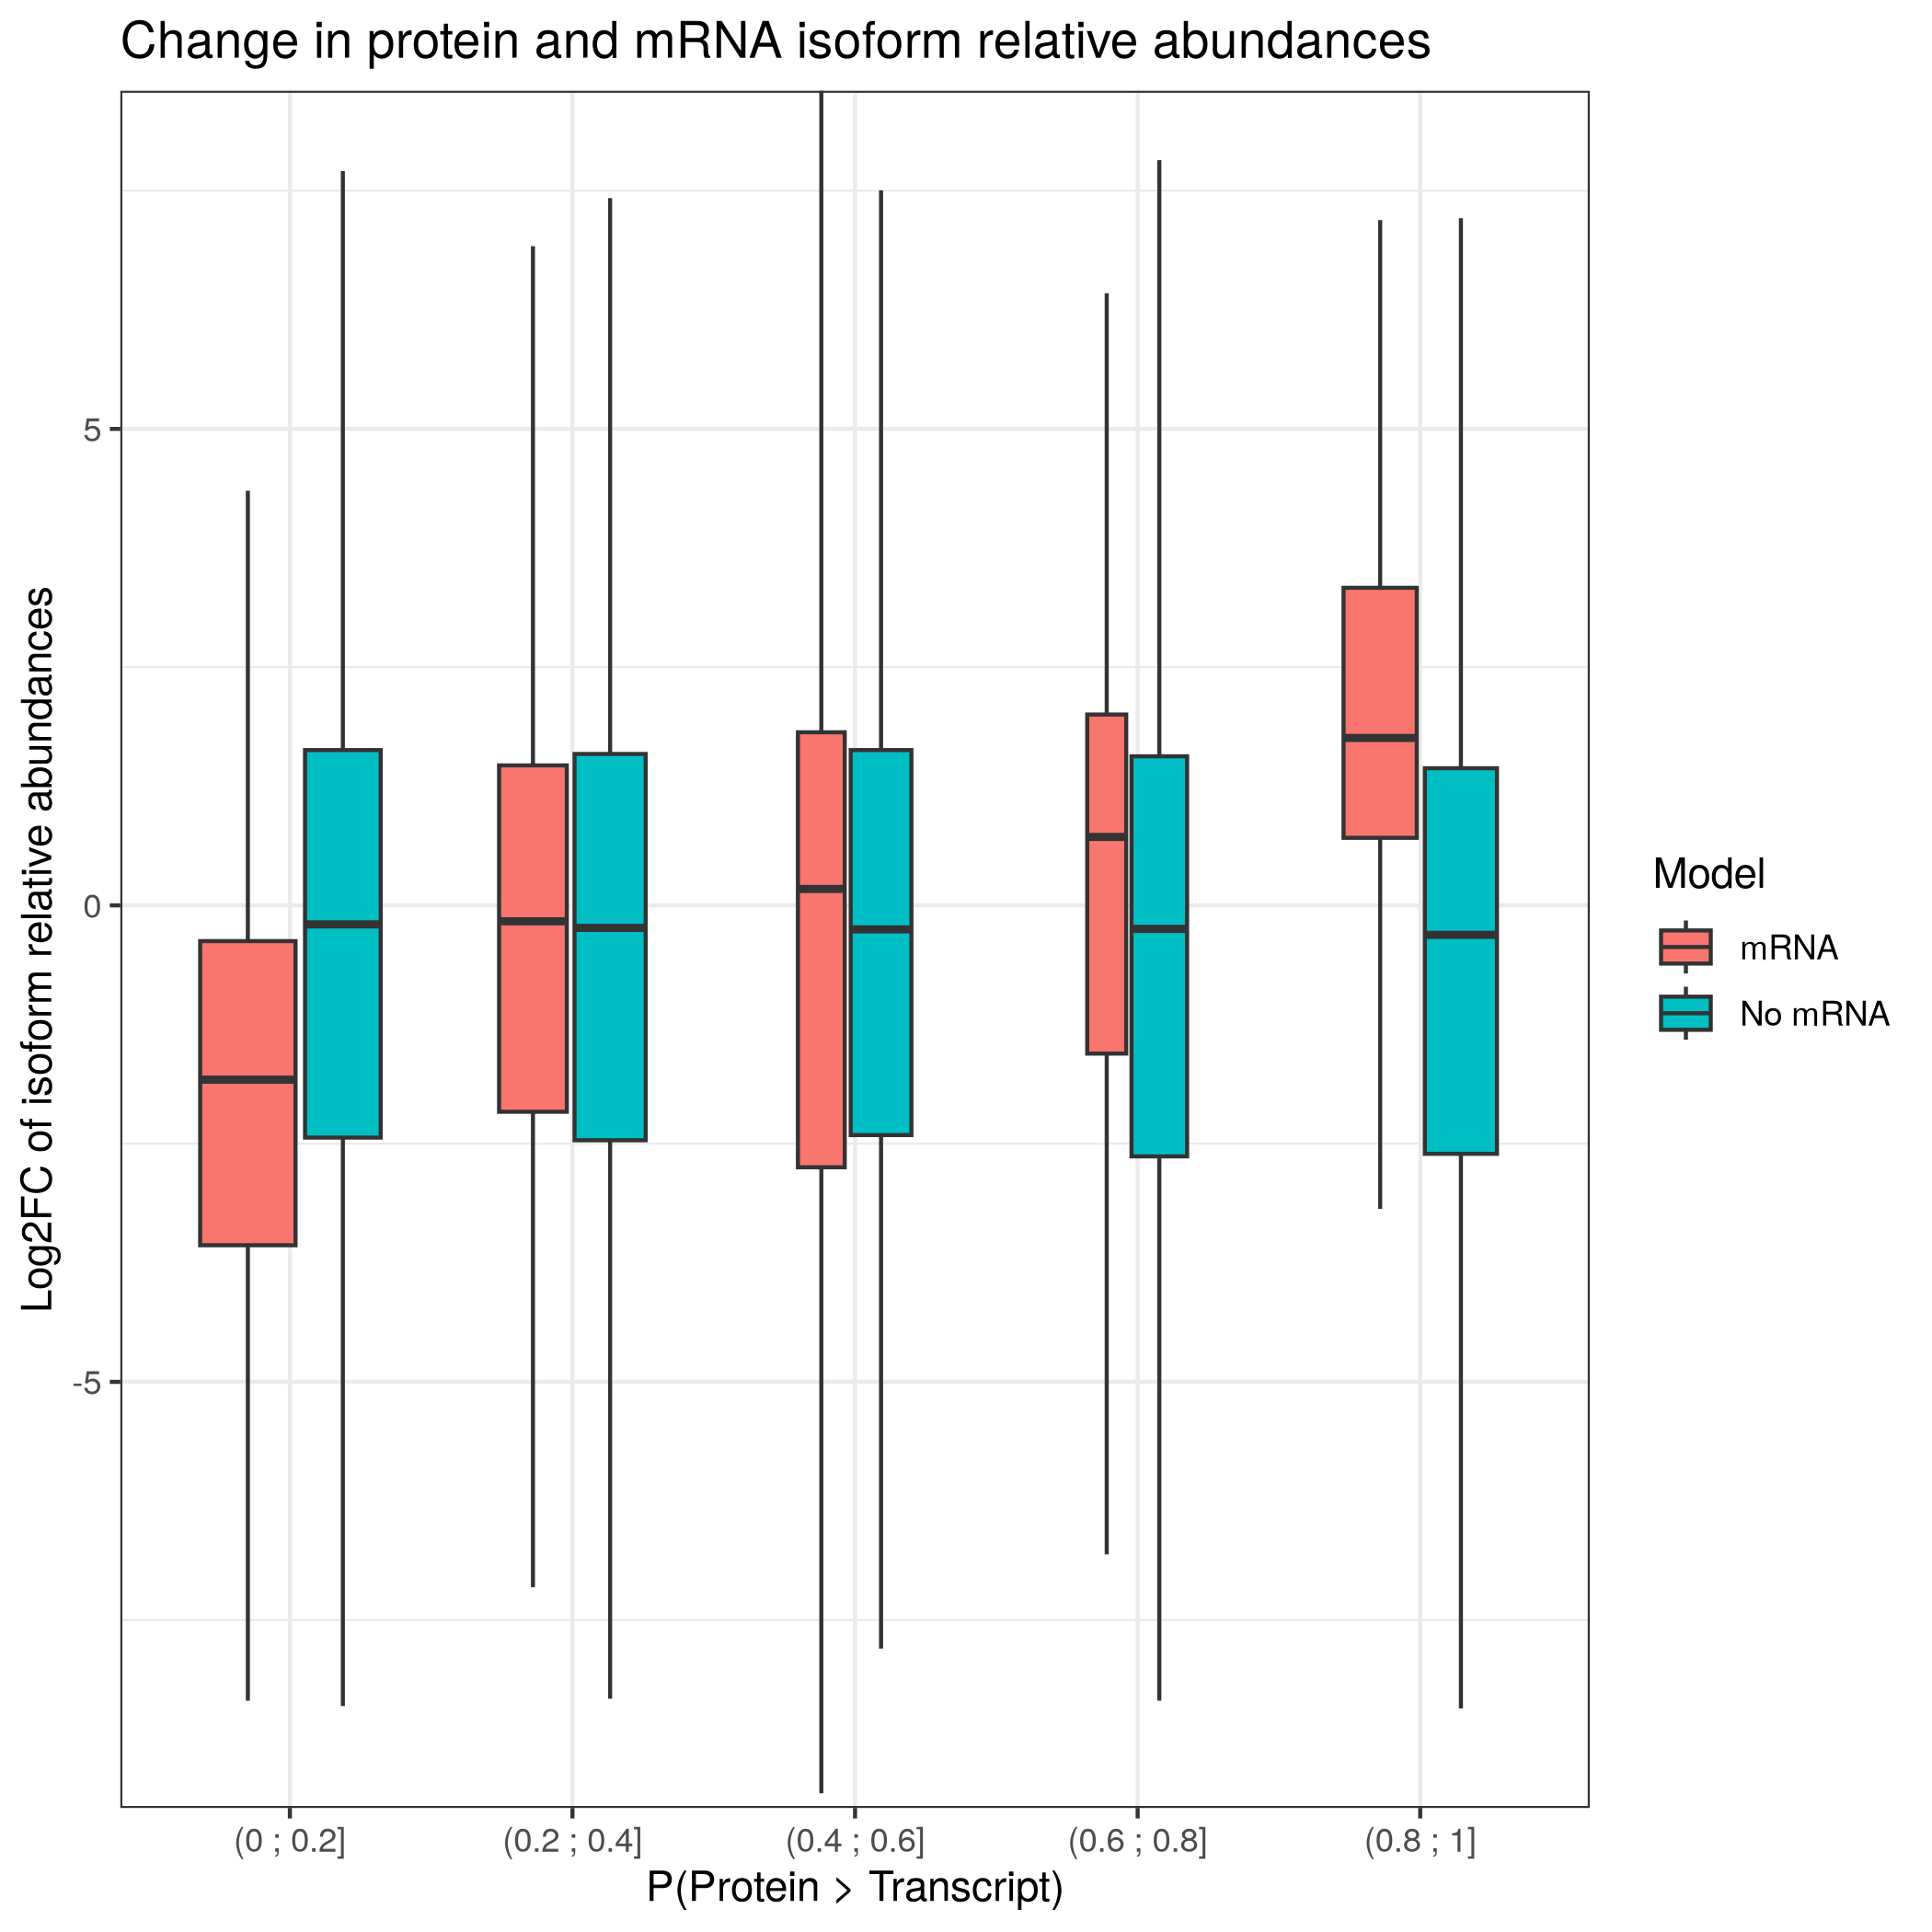 Change in protein and mRNA isoform relative abundances
Log2FC of isoform relative abundances
5
0
-5
(0 ; 0.2]
(0.2 ; 0.4]
(0.4 ; 0.6]
(0.6 ; 0.8]
(0.8 ; 1]
P(Protein > Transcript)
Model
mRNA
No mRNA